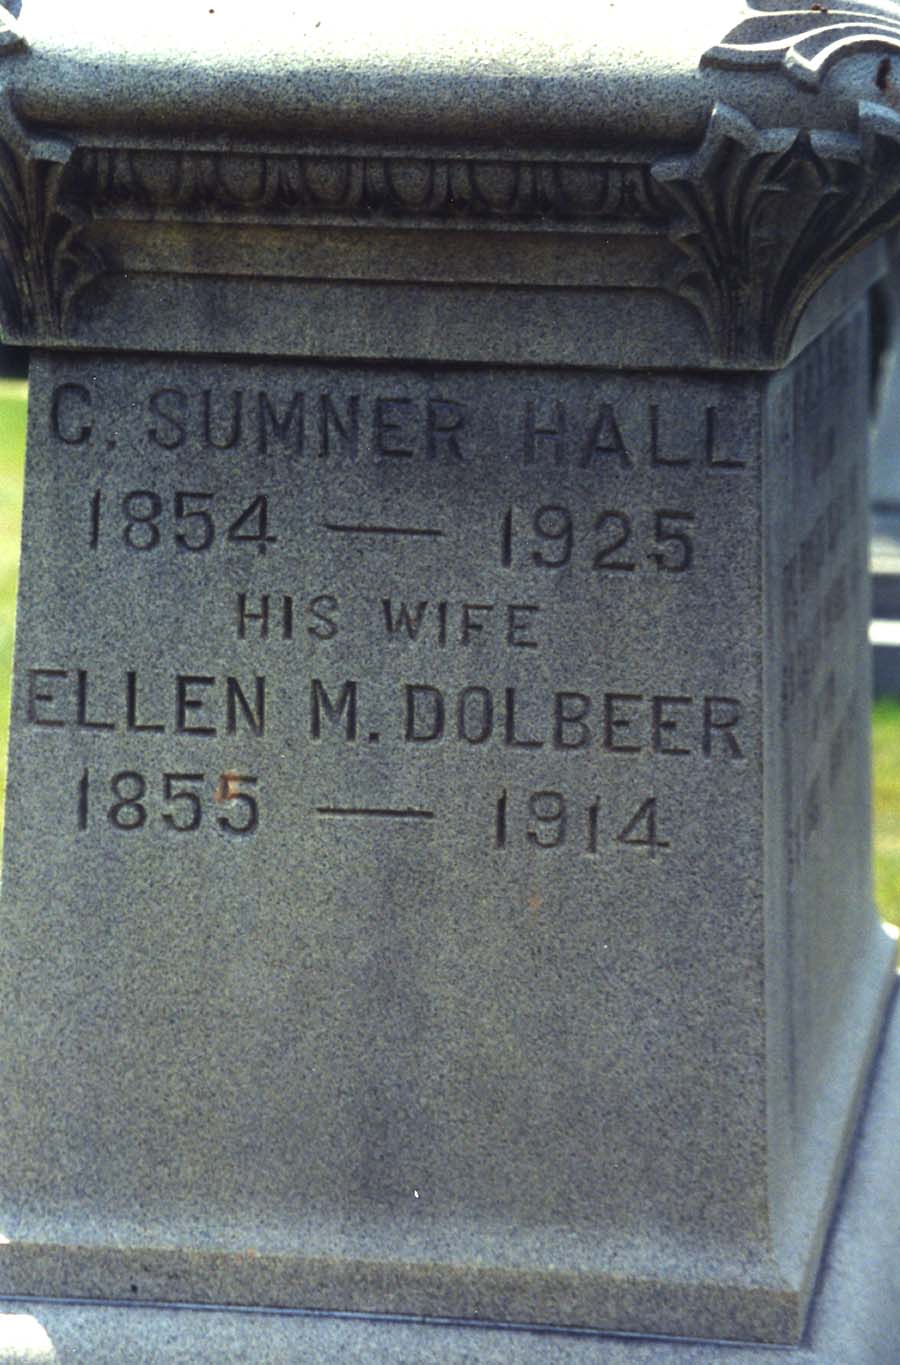 C. SUMNER HALL
1854 — 1925
HIS WIFE
ELLEN M. DOLBEER
1855 — 1914